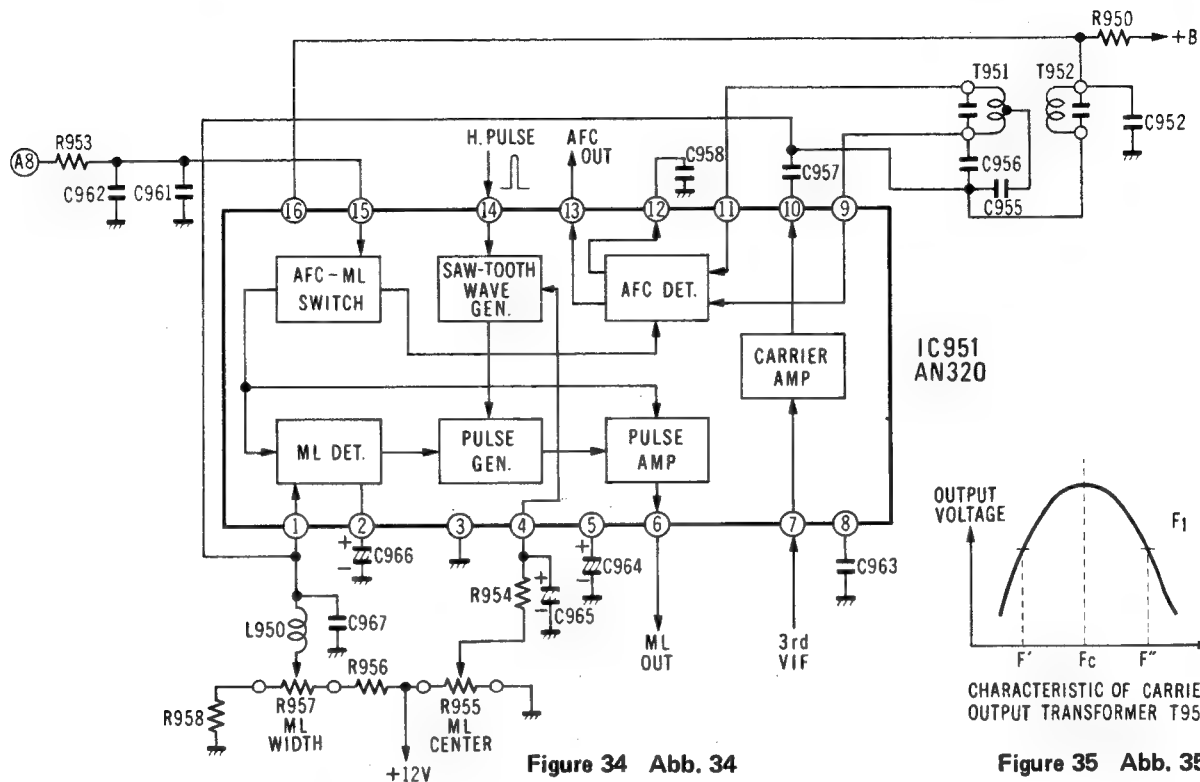 R950
+B
T951
T952
C952
C956
C955
A8
R953
C962
C961
H. PULSE
AFC
OUT
C958
C957
16
15
14
13
12
11
10
9
AFC-ML
SWITCH
SAW-TOOTH
WAVE
GEN.
AFC DET.
CARRIER
AMP
IC951
AN320
ML DET.
PULSE
GEN.
PULSE
AMP
1
2
3
4
5
6
7
8
+
-
C966
R954
+
-
C965
+
-
C964
C963
L950
C967
ML
OUT
3rd
VIF
R958
R957
ML
WIDTH
R956
R955
ML
CENTER
+12V
Figure 34 Abb. 34
OUTPUT
VOLTAGE
F1
F'
Fc
F"
CHARACTERISTIC OF CARRIE
OUTPUT TRANSFORMER T95
Figure 35 Abb. 35